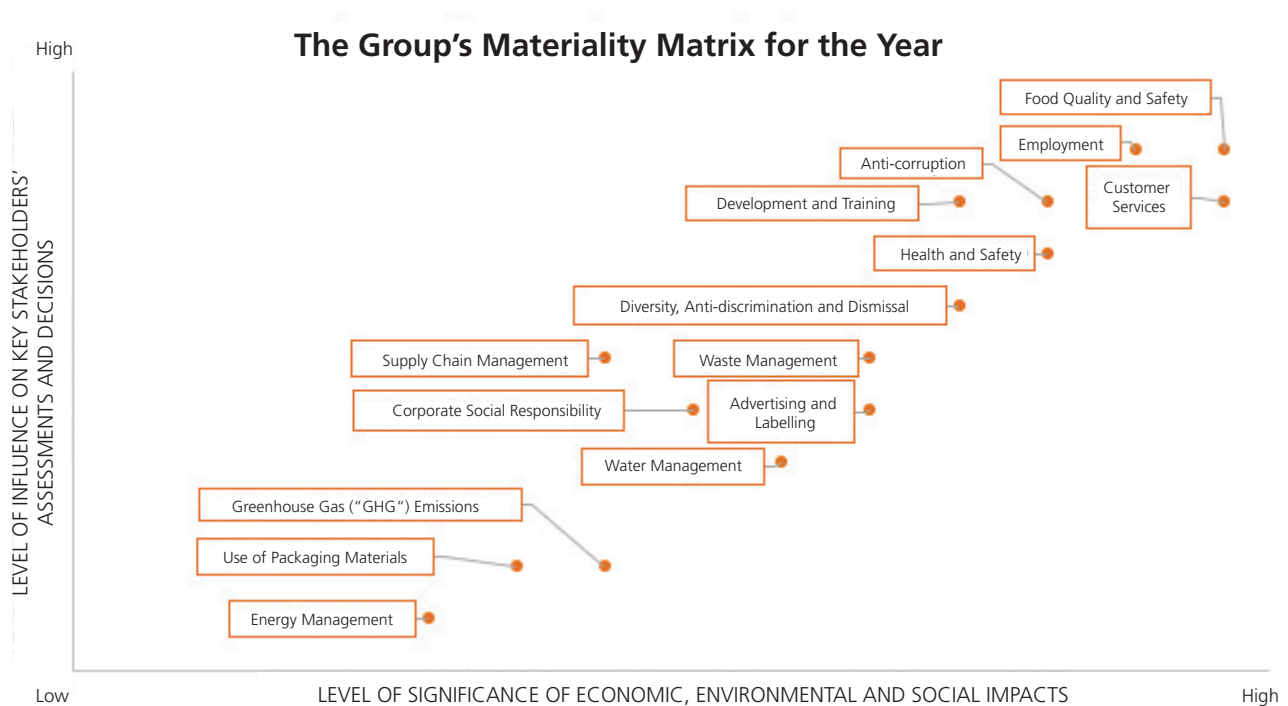 The Group's Materiality Matrix for the Year
High
LEVEL OF INFLUENCE ON KEY STAKEHOLDERS'
ASSESSMENTS AND DECISIONS
Food Quality and Safety
Employment
Anti-corruption
Customer
Services
Development and Training
Health and Safety
Diversity, Anti-discrimination and Dismissal
Supply Chain Management
Waste Management
Corporate Social Responsibility
Advertising and
Labelling
Water Management
Greenhouse Gas ("GHG") Emissions
Use of Packaging Materials
Energy Management
Low
LEVEL OF SIGNIFICANCE OF ECONOMIC, ENVIRONMENTAL AND SOCIAL IMPACTS
High